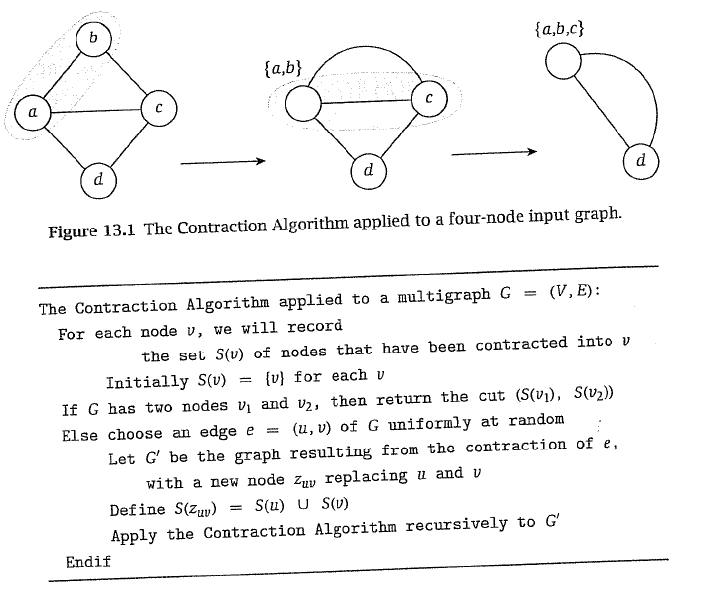 b
a
c
d
{a,b}
c
d
{a,b,c}
d
Figure 13.1 The Contraction Algorithm applied to a four-node input graph.
The Contraction Algorithm applied to a multigraph G = (V, E):
For each node v, we will record
the set S(v) of nodes that have been contracted into v
Initially S(v) = {v} for each v
If G has two nodes v₁ and v₂, then return the cut (S(v₁), S(v₂))
Else choose an edge e = (u, v) of G uniformly at random
Let G′ be the graph resulting from the contraction of e,
with a new node zᵤᵥ replacing u and v
Define S(zᵤᵥ) = S(u) ∪ S(v)
Apply the Contraction Algorithm recursively to G′
Endif